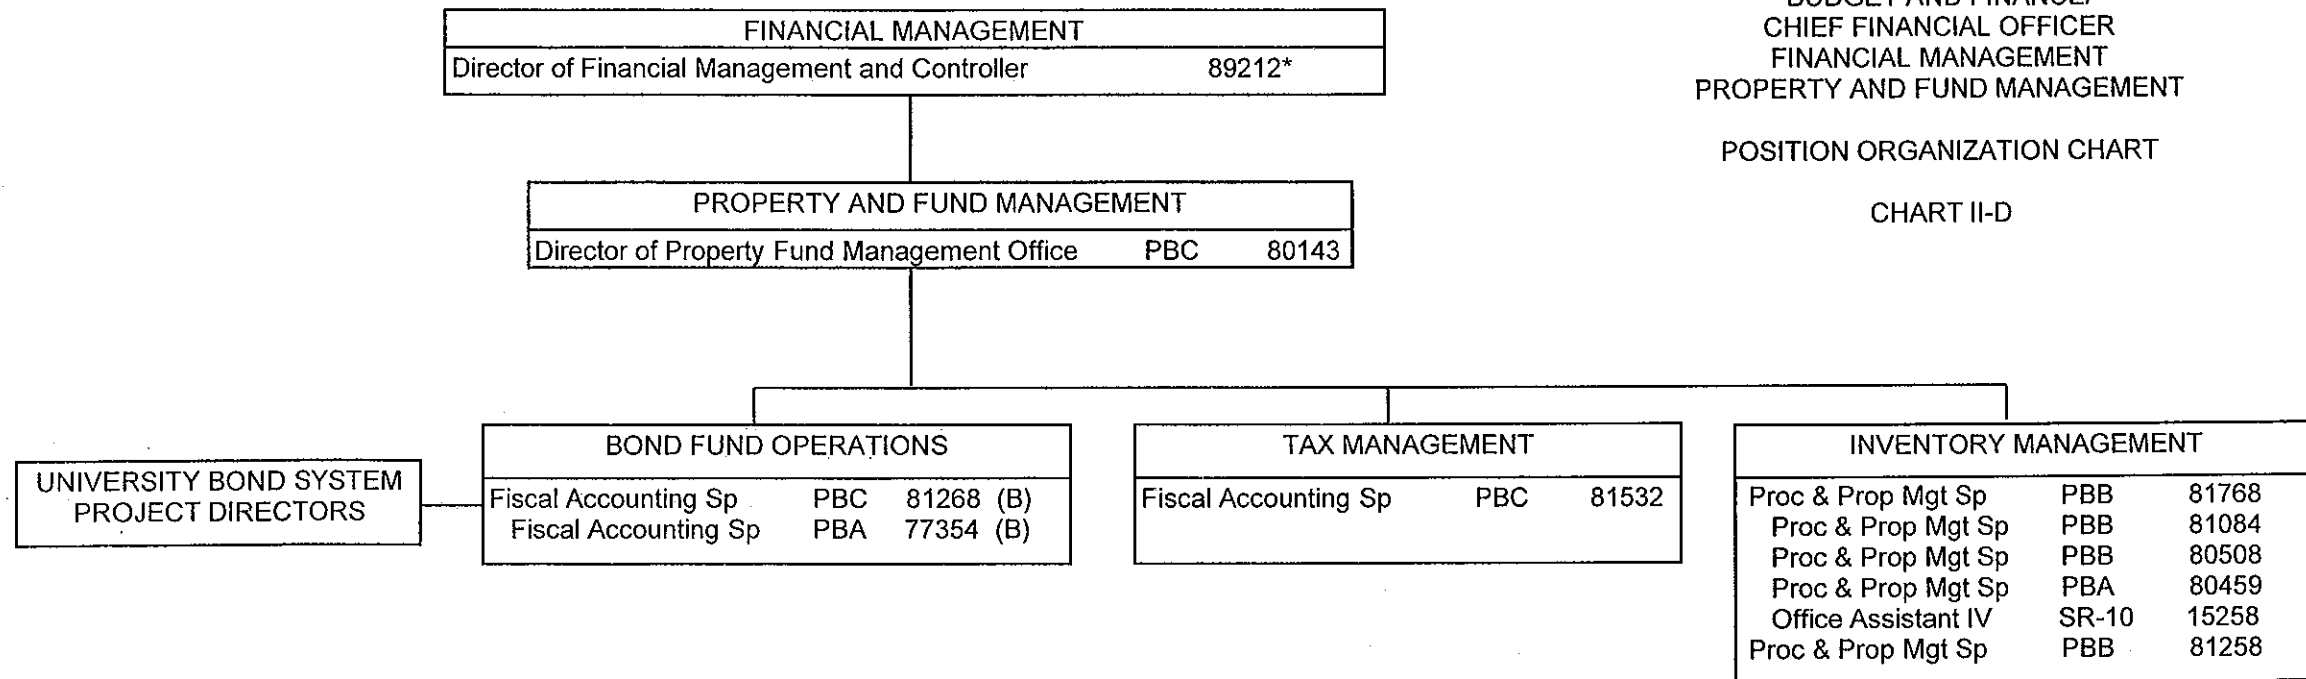 BUDGET AND FINANCE/
CHIEF FINANCIAL OFFICER
FINANCIAL MANAGEMENT
PROPERTY AND FUND MANAGEMENT
POSITION ORGANIZATION CHART
CHART II-D
FINANCIAL MANAGEMENT
Director of Financial Management and Controller 89212*
PROPERTY AND FUND MANAGEMENT
Director of Property Fund Management Office PBC 80143
UNIVERSITY BOND SYSTEM
PROJECT DIRECTORS
BOND FUND OPERATIONS
Fiscal Accounting Sp PBC 81268 (B)
Fiscal Accounting Sp PBA 77354 (B)
TAX MANAGEMENT
Fiscal Accounting Sp PBC 81532
INVENTORY MANAGEMENT
Proc & Prop Mgt Sp PBB 81768
Proc & Prop Mgt Sp PBB 81084
Proc & Prop Mgt Sp PBB 80508
Proc & Prop Mgt Sp PBA 80459
Office Assistant IV SR-10 15258
Proc & Prop Mgt Sp PBB 81258